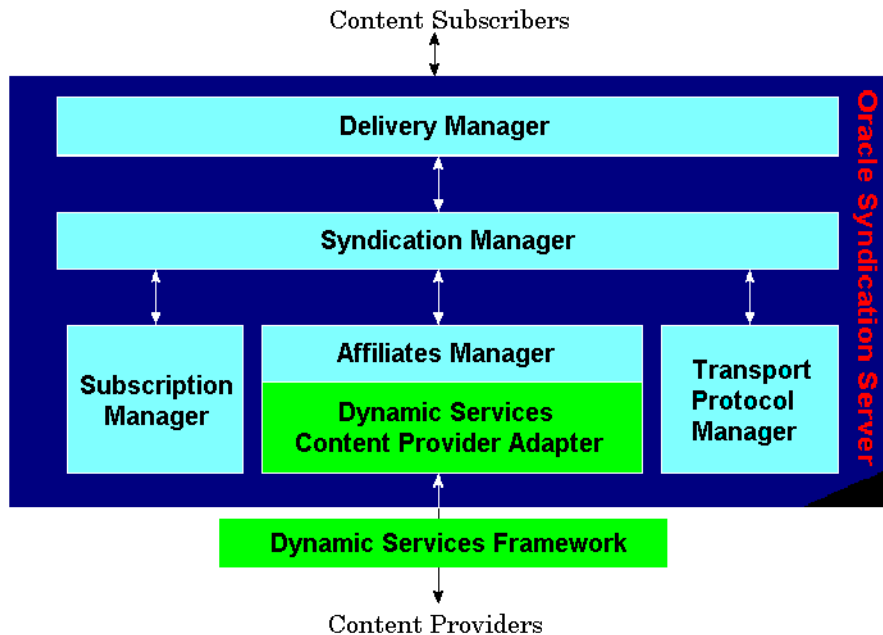 Content Subscribers
Delivery Manager
Oracle Syndication Server
Syndication Manager
Subscription
Manager
Affiliates Manager
Dynamic Services
Content Provider Adapter
Transport
Protocol
Manager
Dynamic Services Framework
Content Providers